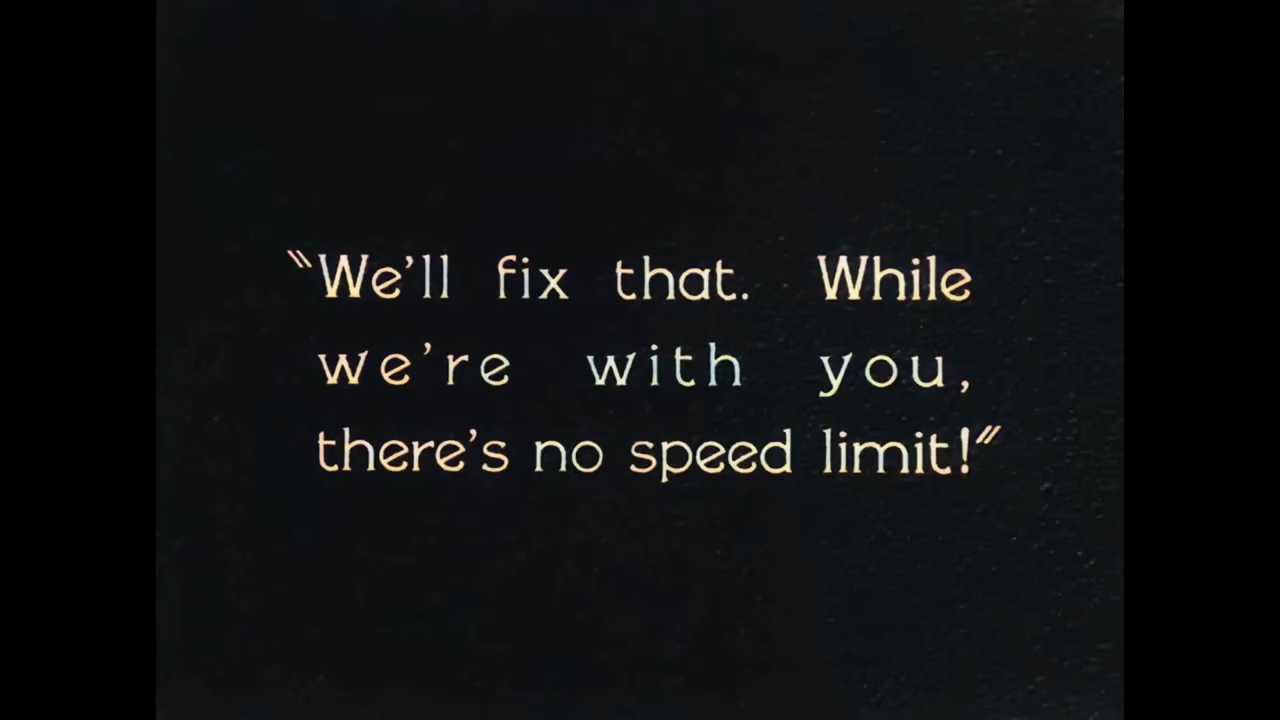 “We’ll fix that. While
we’re with you,
there’s no speed limit!”